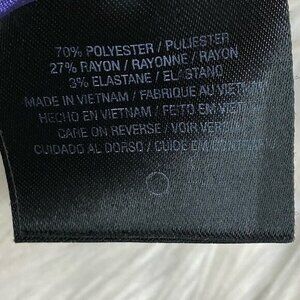 70% POLYESTER / POLIESTER
27% RAYON / RAYONNE / RAYON
3% ELASTANE / ELASTANO
MADE IN VIETNAM / FABRIQUE AU VIETNAM
HECHO EN VIETNAM / FEITO EM VIETNAM
CARE ON REVERSE / VOIR VERSO
CUIDADO AL DORSO /